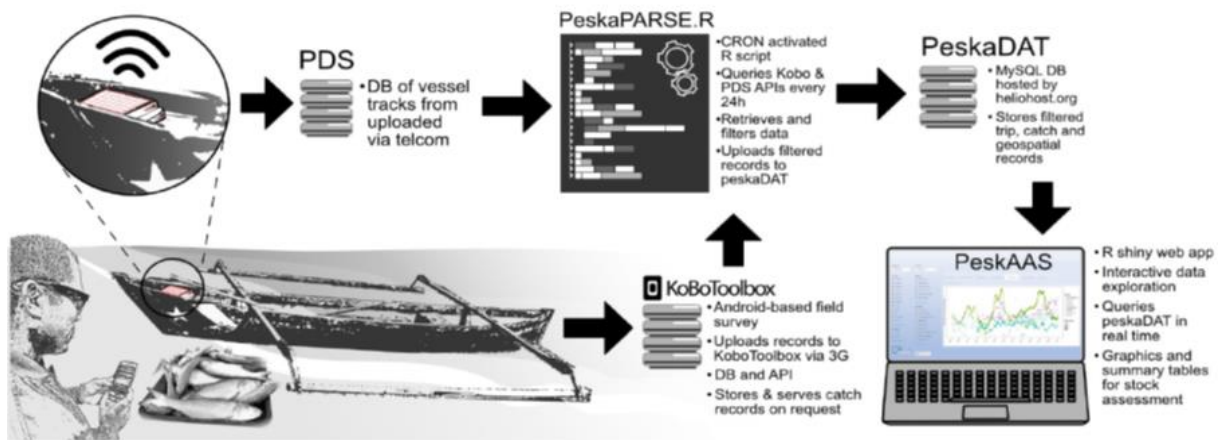 PDS
•DB of vessel
tracks from
uploaded
via telcom
PeskaPARSE.R
•CRON activated
R script
•Queries Kobo &
PDS APIs every
24h
•Retrieves and
filters data
•Uploads filtered
records to
peskaDAT
PeskaDAT
• MySQL DB
hosted by
heliohost.org
• Stores filtered
trip, catch and
geospatial
records
KoBoToolbox
•Android-based field
survey
•Uploads records to
KoboToolbox via 3G
•DB and API
•Stores & serves catch
records on request
PeskAAS
• R shiny web app
• Interactive data
exploration
• Queries
peskaDAT in
real time
• Graphics and
summary tables
for stock
assessment